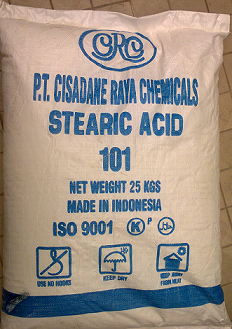 CRC
P.T. CISADANE RAYA CHEMICALS
STEARIC ACID
101
NET WEIGHT 25 KGS
MADE IN INDONESIA
ISO 9001 K P
USE NO HOOKS
KEEP DRY
KEEP AWAY
FROM HEAT